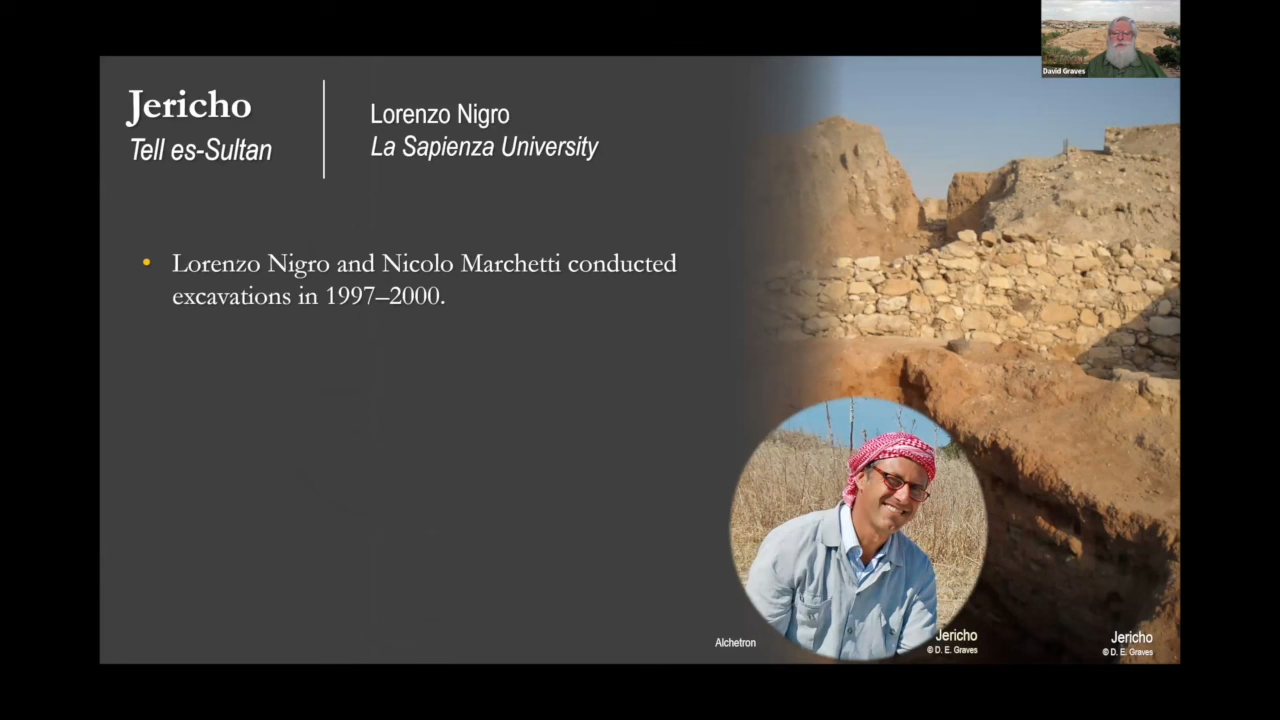 David Graves
Jericho
Tell es-Sultan
Lorenzo Nigro
La Sapienza University
• Lorenzo Nigro and Nicolo Marchetti conducted
excavations in 1997–2000.
Alchetron
Jericho
© D. E. Graves
Jericho
© D. E. Graves